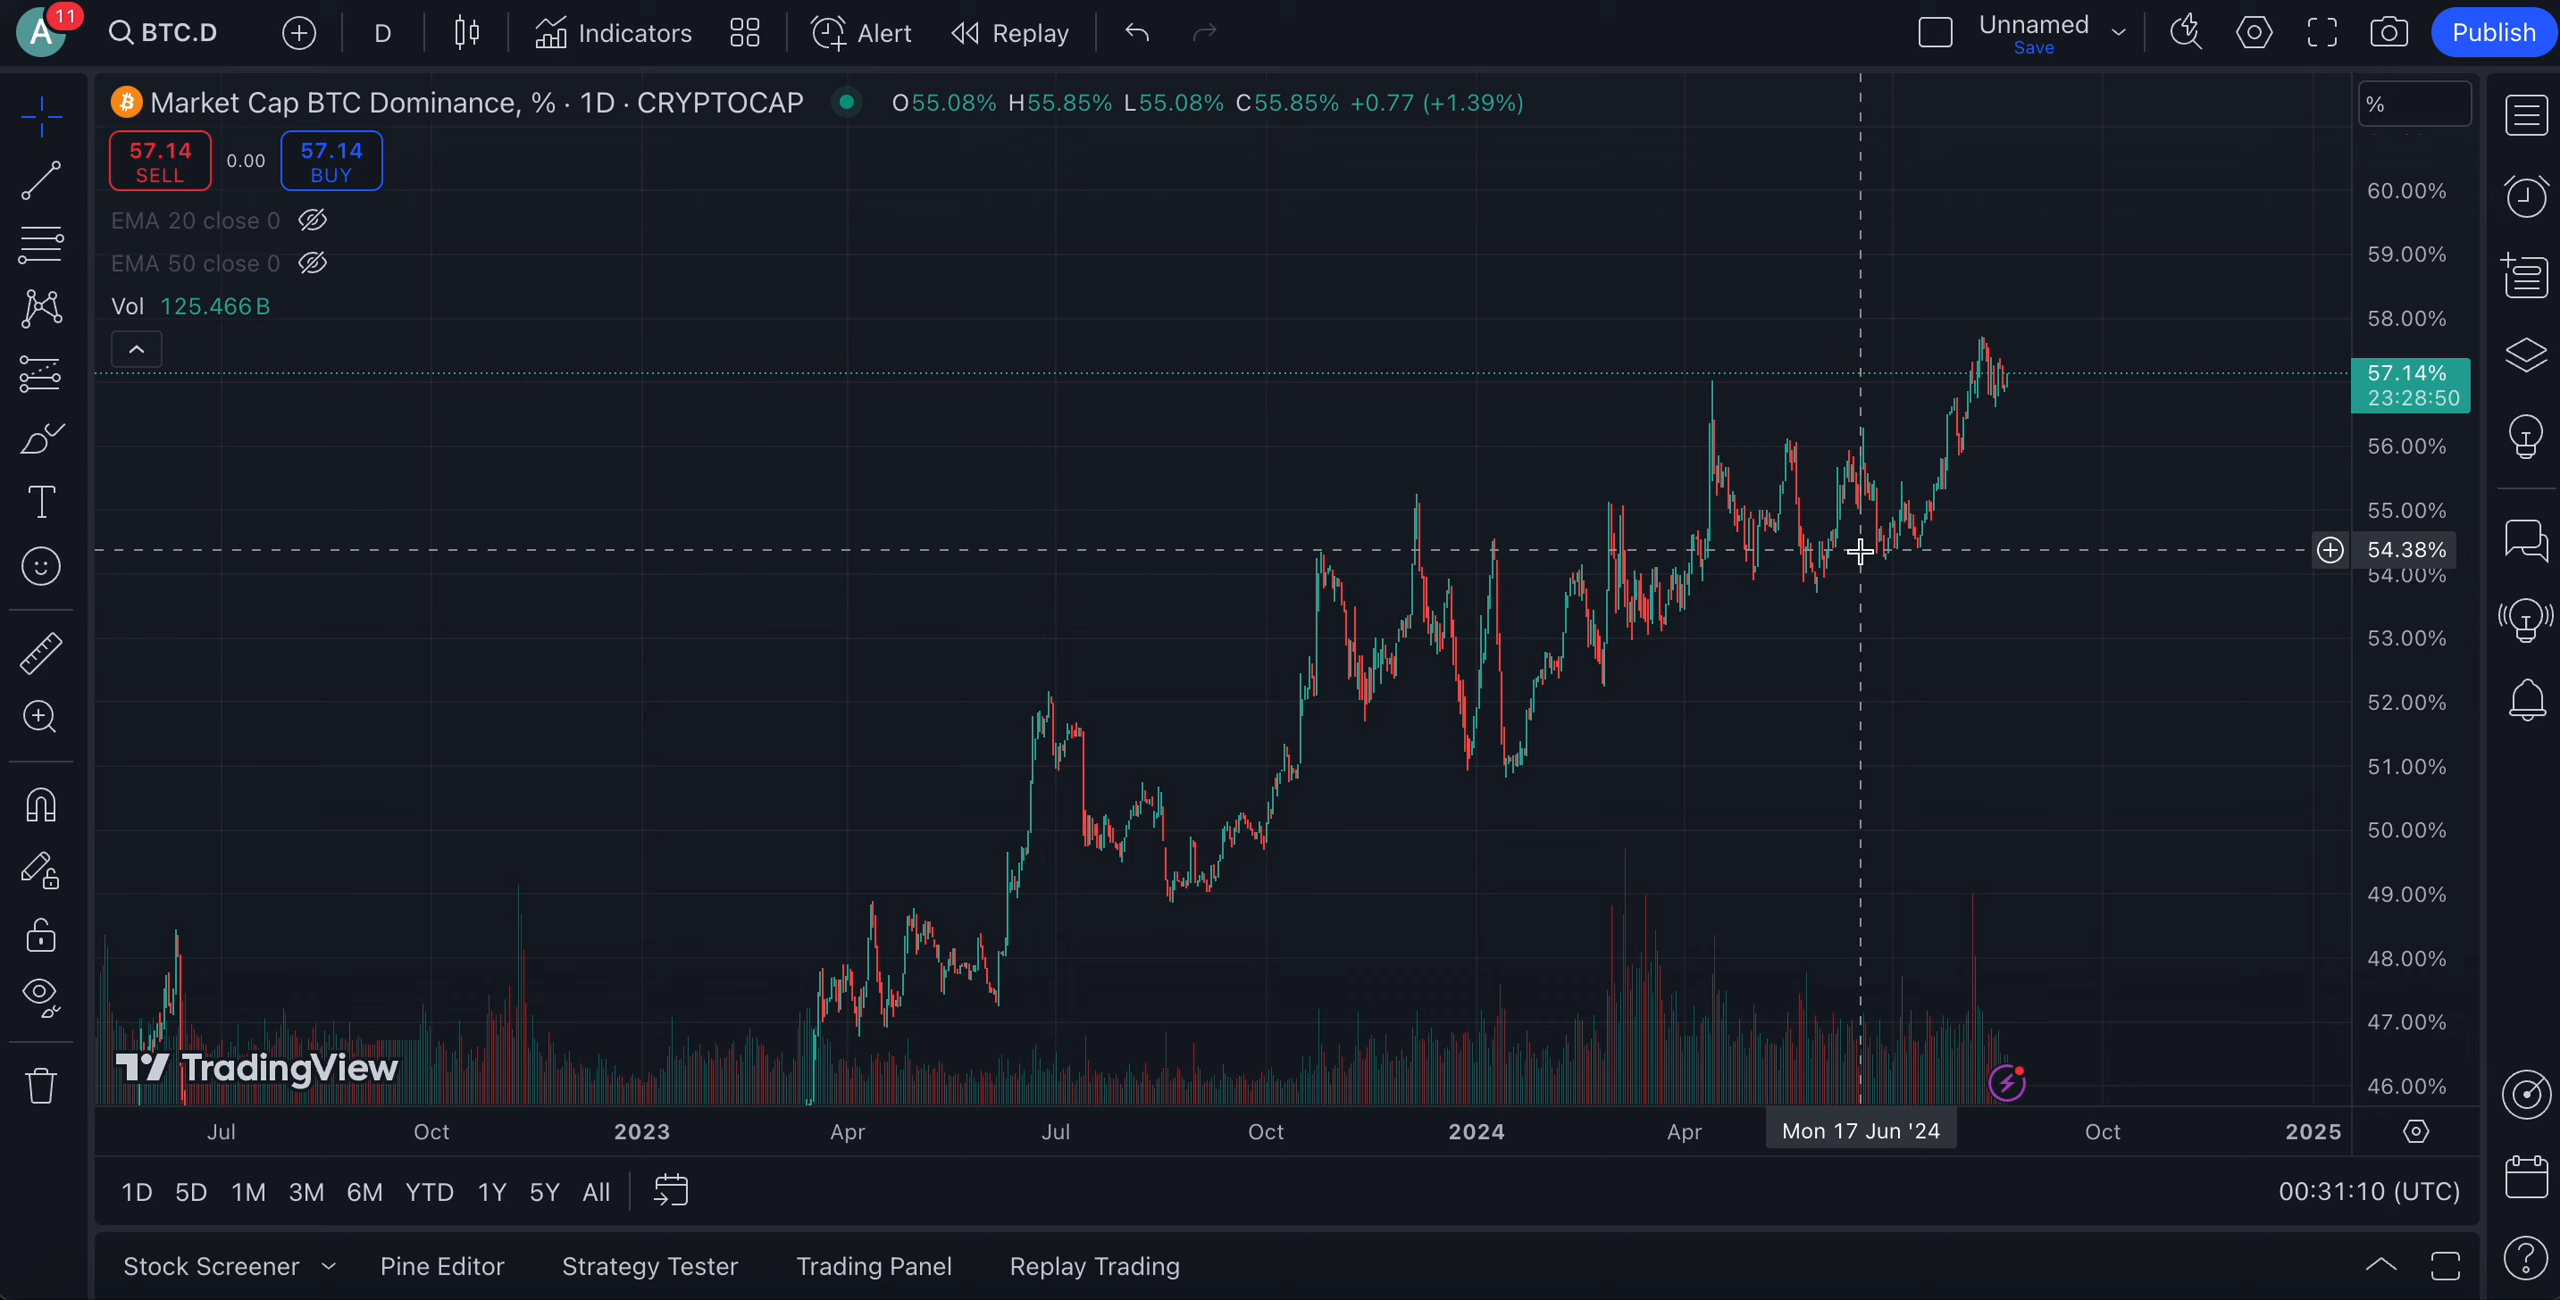 A 11 BTC.D D Indicators Alert Replay Unnamed Publish
Save
Market Cap BTC Dominance, % · 1D · CRYPTOCAP O55.08% H55.85% L55.08% C55.85% +0.77 (+1.39%) %
57.14 0.00 57.14
SELL BUY
EMA 20 close 0
EMA 50 close 0
Vol 125.466B
60.00%
59.00%
58.00%
57.14%
23:28:50
56.00%
55.00%
54.38%
54.00%
53.00%
52.00%
51.00%
50.00%
49.00%
48.00%
47.00%
46.00%
TradingView
Jul Oct 2023 Apr Jul Oct 2024 Apr Mon 17 Jun '24 Oct 2025
1D 5D 1M 3M 6M YTD 1Y 5Y All 00:31:10 (UTC)
Stock Screener Pine Editor Strategy Tester Trading Panel Replay Trading